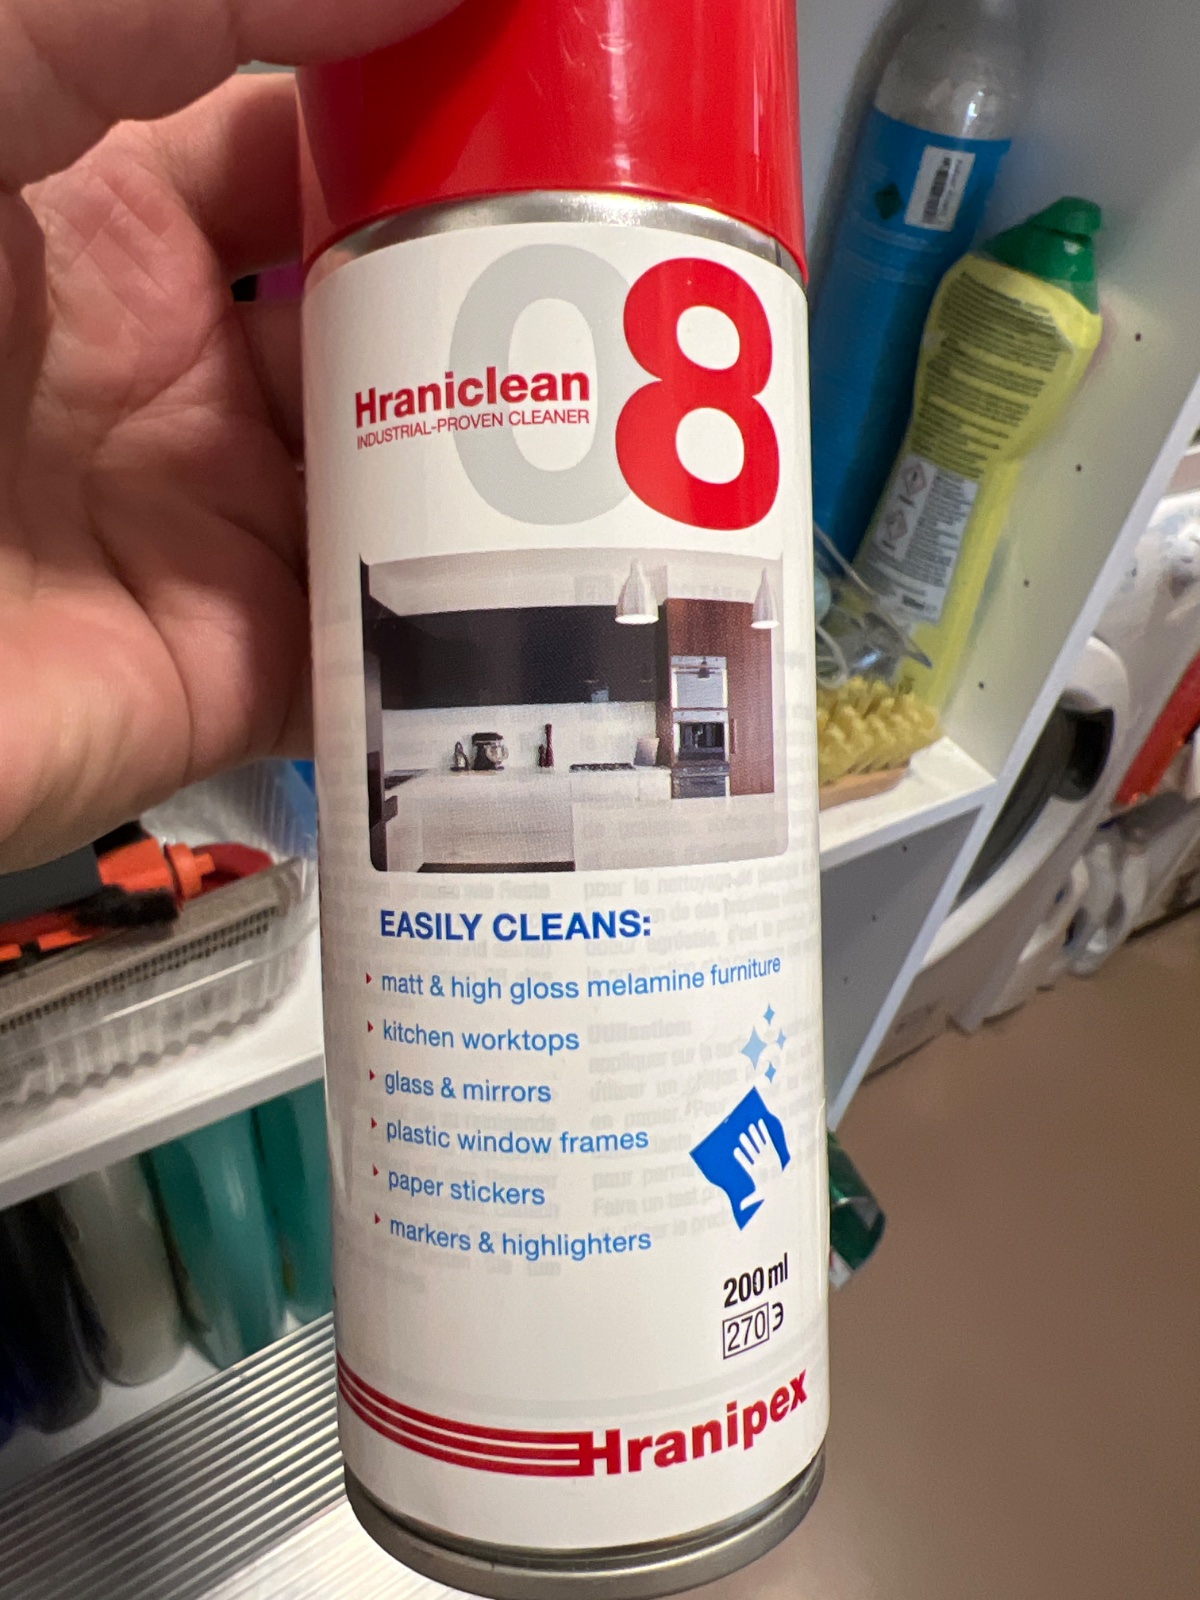 08
Hraniclean
INDUSTRIAL-PROVEN CLEANER
EASILY CLEANS:
matt & high gloss melamine furniture
kitchen worktops
glass & mirrors
plastic window frames
paper stickers
markers & highlighters
200 ml
270 3
Hranipex